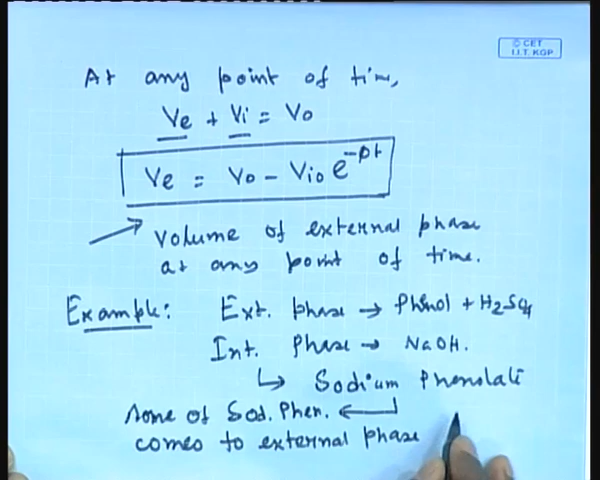 © CET
I.I.T. KGP
At any point of tim,
Ve + Vi = Vo
Ve = Vo - Vio e^-βt
→ Volume of external phase
at any point of time.
Example: Ext. phase → Phenol + H2SO4
Int. Phase → NaOH.
↳ Sodium Phenolate
None of Sod. Phen. ←
comes to external phase